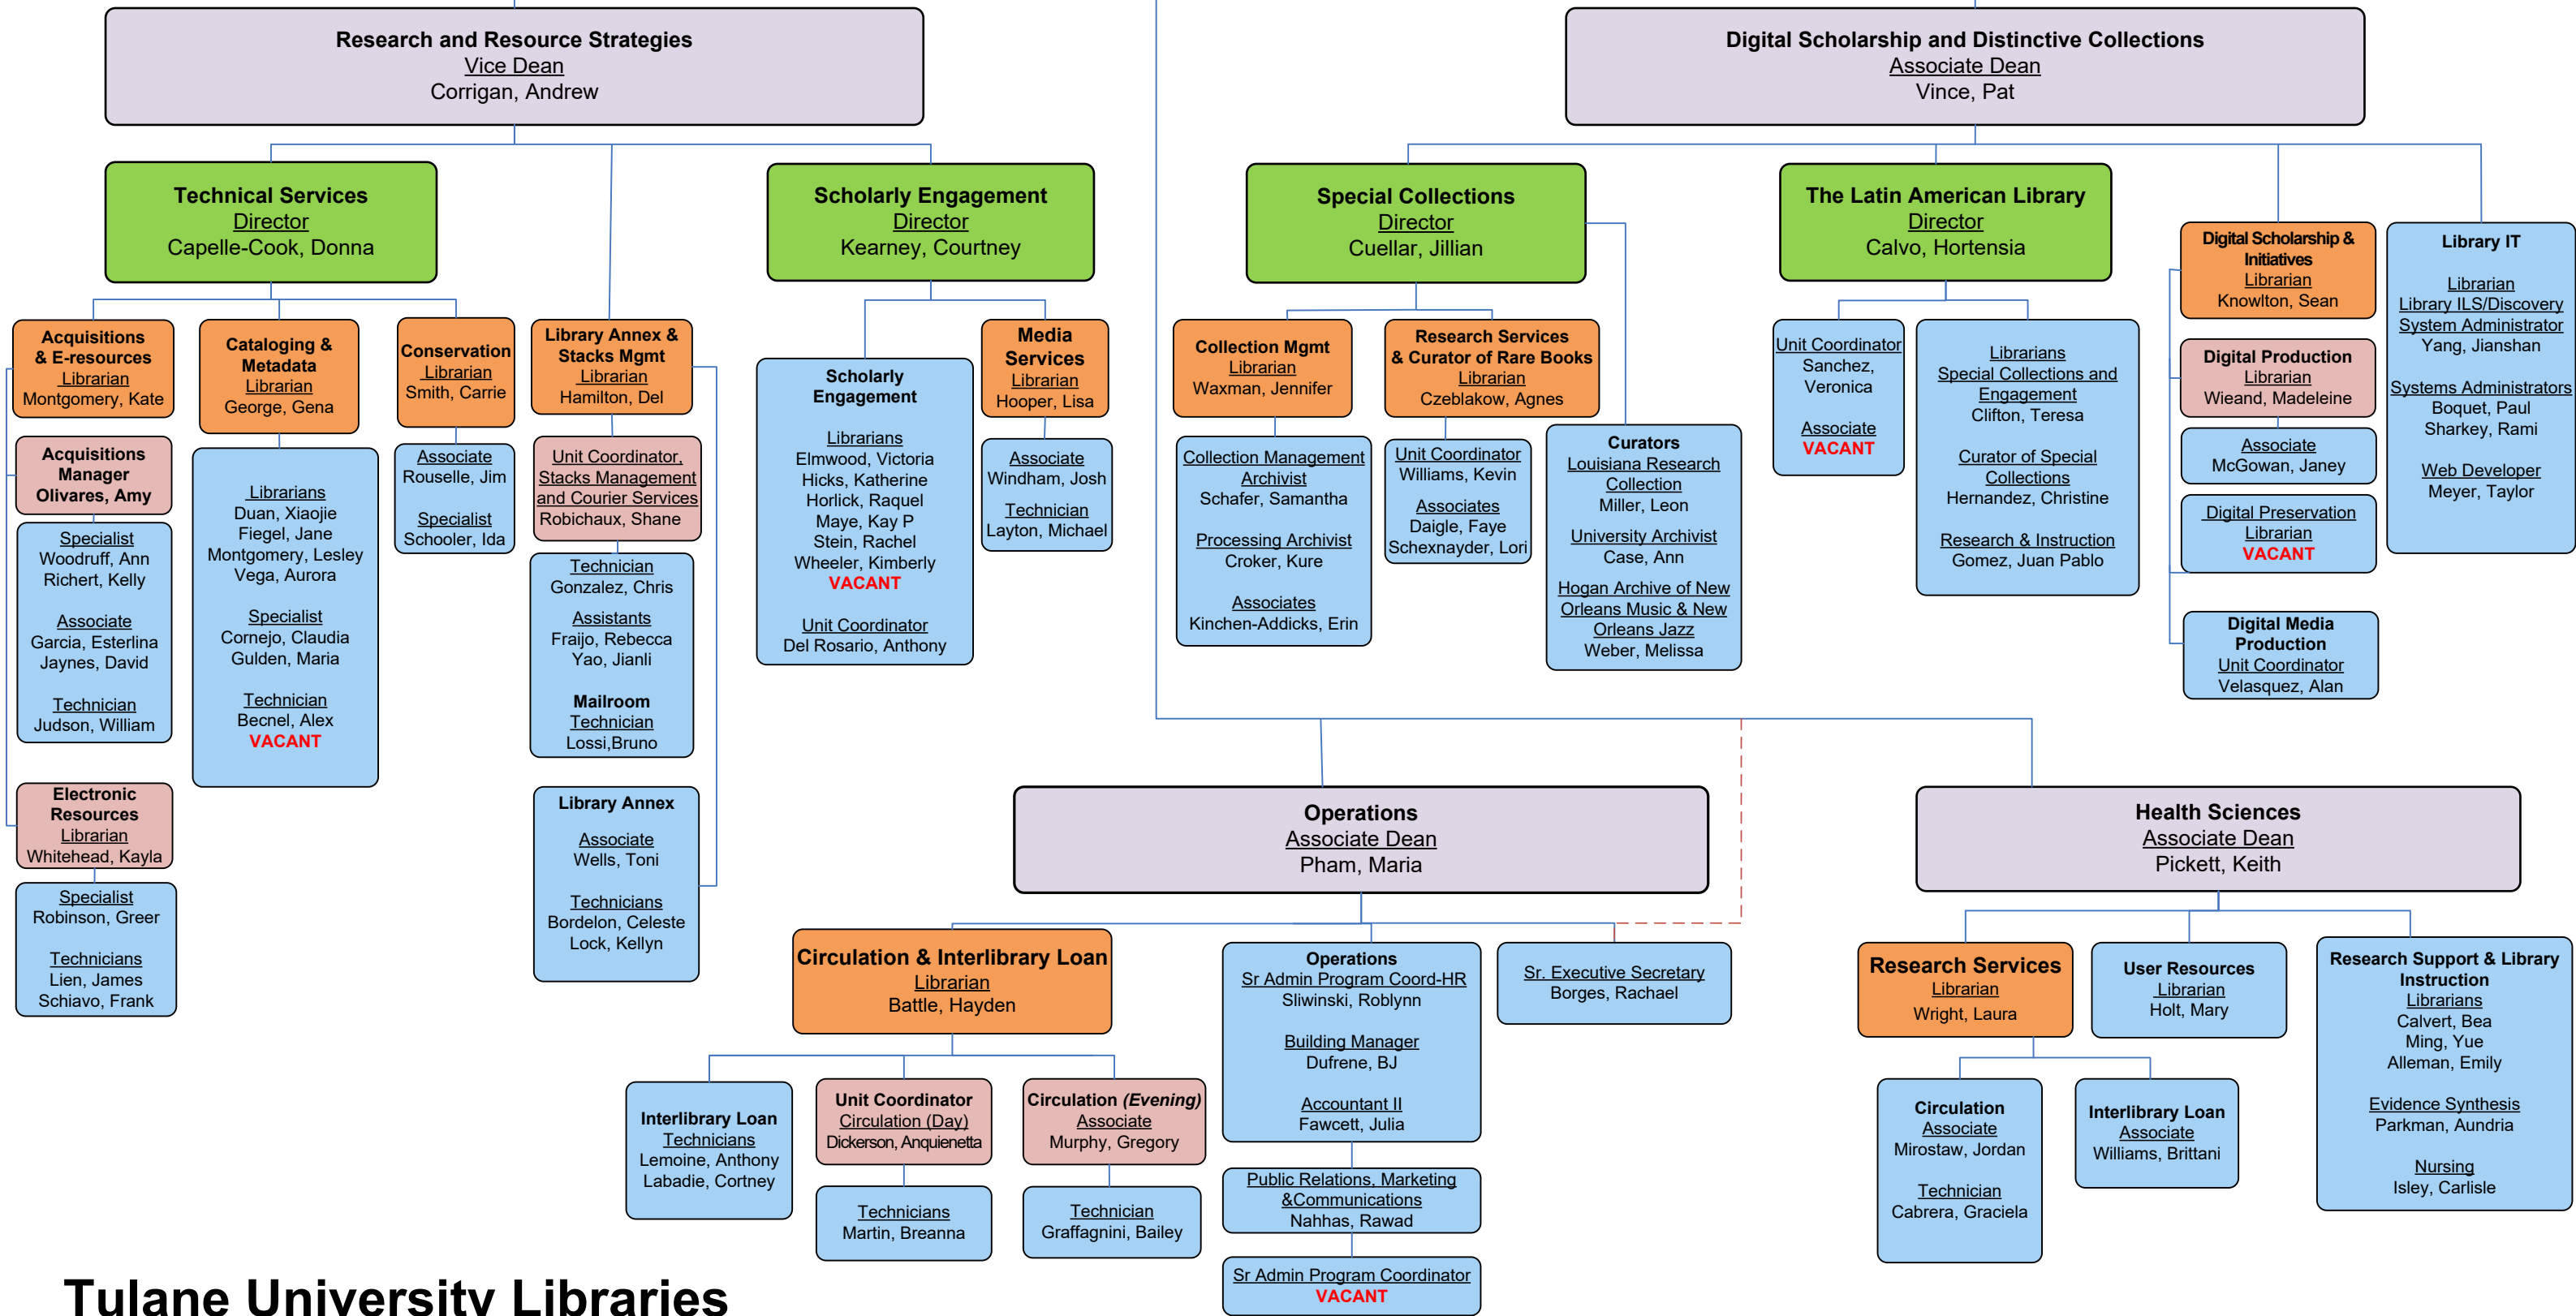 Research and Resource Strategies
Vice Dean
Corrigan, Andrew
Digital Scholarship and Distinctive Collections
Associate Dean
Vince, Pat
Technical Services
Director
Capelle-Cook, Donna
Scholarly Engagement
Director
Kearney, Courtney
Special Collections
Director
Cuellar, Jillian
The Latin American Library
Director
Calvo, Hortensia
Acquisitions
& E-resources
Librarian
Montgomery, Kate
Acquisitions
Manager
Olivares, Amy
Specialist
Woodruff, Ann
Richert, Kelly
Associate
Garcia, Esterlina
Jaynes, David
Technician
Judson, William
Electronic
Resources
Librarian
Whitehead, Kayla
Specialist
Robinson, Greer
Technicians
Lien, James
Schiavo, Frank
Cataloging &
Metadata
Librarian
George, Gena
Librarians
Duan, Xiaojie
Fiegel, Jane
Montgomery, Lesley
Vega, Aurora
Specialist
Cornejo, Claudia
Gulden, Maria
Technician
Becnel, Alex
VACANT
Conservation
Librarian
Smith, Carrie
Associate
Rouselle, Jim
Specialist
Schooler, Ida
Library Annex &
Stacks Mgmt
Librarian
Hamilton, Del
Unit Coordinator,
Stacks Management
and Courier Services
Robichaux, Shane
Technician
Gonzalez, Chris
Assistants
Fraijo, Rebecca
Yao, Jianli
Mailroom
Technician
Lossi,Bruno
Library Annex
Associate
Wells, Toni
Technicians
Bordelon, Celeste
Lock, Kellyn
Scholarly
Engagement
Librarians
Elmwood, Victoria
Hicks, Katherine
Horlick, Raquel
Maye, Kay P
Stein, Rachel
Wheeler, Kimberly
VACANT
Unit Coordinator
Del Rosario, Anthony
Media
Services
Librarian
Hooper, Lisa
Associate
Windham, Josh
Technician
Layton, Michael
Collection Mgmt
Librarian
Waxman, Jennifer
Collection Management
Archivist
Schafer, Samantha
Processing Archivist
Croker, Kure
Associates
Kinchen-Addicks, Erin
Research Services
& Curator of Rare Books
Librarian
Czeblakow, Agnes
Unit Coordinator
Williams, Kevin
Associates
Daigle, Faye
Schexnayder, Lori
Curators
Louisiana Research
Collection
Miller, Leon
University Archivist
Case, Ann
Hogan Archive of New
Orleans Music & New
Orleans Jazz
Weber, Melissa
Unit Coordinator
Sanchez,
Veronica
Associate
VACANT
Librarians
Special Collections and
Engagement
Clifton, Teresa
Curator of Special
Collections
Hernandez, Christine
Research & Instruction
Gomez, Juan Pablo
Digital Scholarship &
Initiatives
Librarian
Knowlton, Sean
Digital Production
Librarian
Wieand, Madeleine
Associate
McGowan, Janey
Digital Preservation
Librarian
VACANT
Digital Media
Production
Unit Coordinator
Velasquez, Alan
Library IT
Librarian
Library ILS/Discovery
System Administrator
Yang, Jianshan
Systems Administrators
Boquet, Paul
Sharkey, Rami
Web Developer
Meyer, Taylor
Operations
Associate Dean
Pham, Maria
Health Sciences
Associate Dean
Pickett, Keith
Circulation & Interlibrary Loan
Librarian
Battle, Hayden
Interlibrary Loan
Technicians
Lemoine, Anthony
Labadie, Cortney
Unit Coordinator
Circulation (Day)
Dickerson, Anquienetta
Technicians
Martin, Breanna
Circulation (Evening)
Associate
Murphy, Gregory
Technician
Graffagnini, Bailey
Operations
Sr Admin Program Coord-HR
Sliwinski, Roblynn
Building Manager
Dufrene, BJ
Accountant II
Fawcett, Julia
Public Relations, Marketing
&Communications
Nahhas, Rawad
Sr Admin Program Coordinator
VACANT
Sr. Executive Secretary
Borges, Rachael
Research Services
Librarian
Wright, Laura
Circulation
Associate
Mirostaw, Jordan
Technician
Cabrera, Graciela
Interlibrary Loan
Associate
Williams, Brittani
User Resources
Librarian
Holt, Mary
Research Support & Library
Instruction
Librarians
Calvert, Bea
Ming, Yue
Alleman, Emily
Evidence Synthesis
Parkman, Aundria
Nursing
Isley, Carlisle
Tulane University Libraries